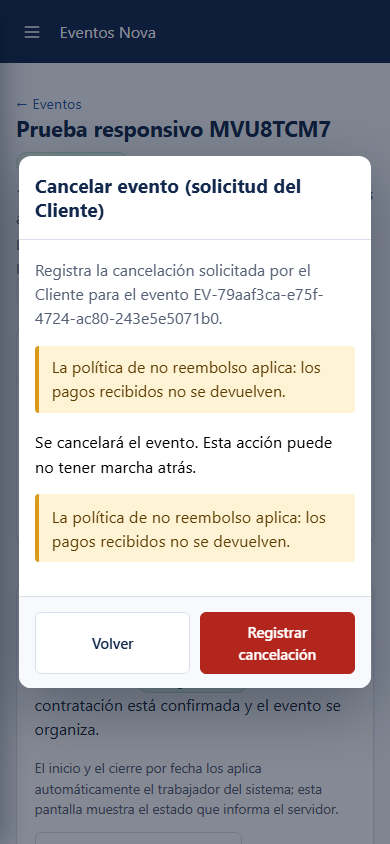 Eventos Nova
← Eventos
Prueba responsivo MVU8TCM7
Cancelar evento (solicitud del
Cliente)
Registra la cancelación solicitada por el
Cliente para el evento EV-79aaf3ca-e75f-
4724-ac80-243e5e5071b0.
La política de no reembolso aplica: los
pagos recibidos no se devuelven.
Se cancelará el evento. Esta acción puede
no tener marcha atrás.
La política de no reembolso aplica: los
pagos recibidos no se devuelven.
Volver
Registrar
cancelación
contratación está confirmada y el evento se
organiza.
El inicio y el cierre por fecha los aplica
automáticamente el trabajador del sistema; esta
pantalla muestra el estado que informa el servidor.